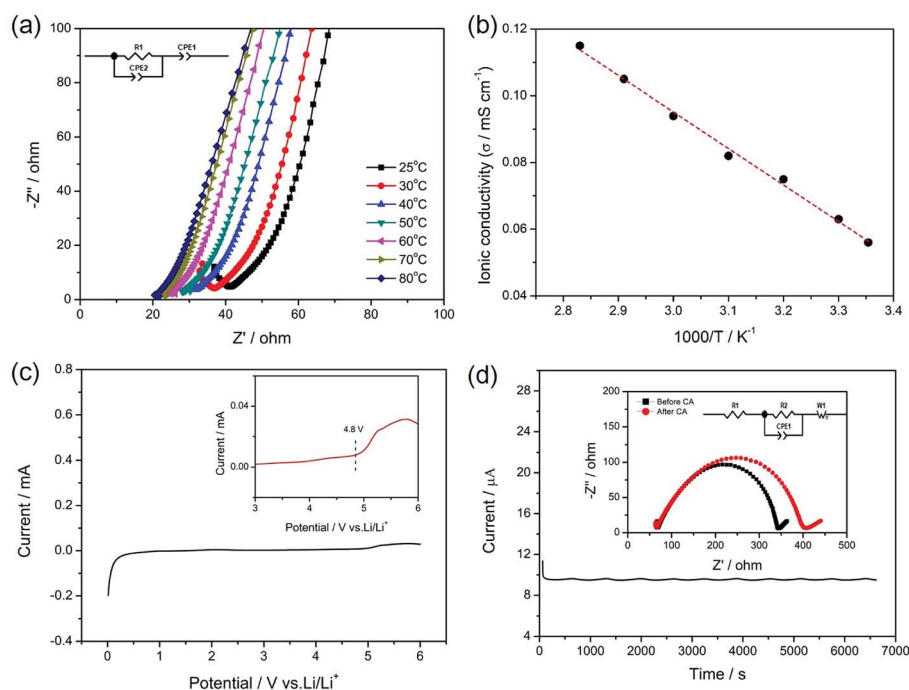 (a)
R1
CPE1
CPE2
100
80
60
40
20
0
0 20 40 60 80 100
-Z'' / ohm
Z' / ohm
25°C
30°C
40°C
50°C
60°C
70°C
80°C
(b)
0.12
0.10
0.08
0.06
0.04
2.8 2.9 3.0 3.1 3.2 3.3 3.4
Ionic conductivity (σ / mS cm⁻¹)
1000/T / K⁻¹
(c)
0.8
0.6
0.4
0.2
0.0
-0.2
-0.4
0 1 2 3 4 5 6
Current / mA
Potential / V vs.Li/Li⁺
0.04
0.00
3 4 5 6
4.8 V
Current / mA
Potential / V vs.Li/Li⁺
(d)
28
24
20
16
12
8
4
0 1000 2000 3000 4000 5000 6000 7000
Current / μA
Time / s
200
150
100
50
0
0 100 200 300 400 500
-Z'' / ohm
Z' / ohm
Before CA
After CA
R1
R2
W1
CPE1